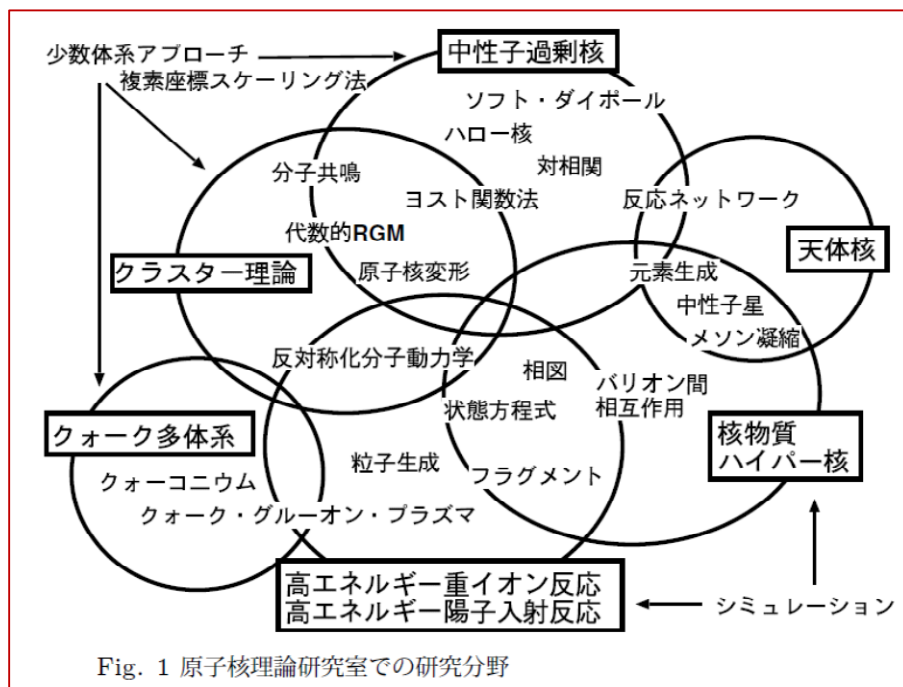 少数体系アプローチ
複素座標スケーリング法
中性子過剰核
ソフト・ダイポール
ハロー核
対相関
分子共鳴
ヨスト関数法
代数的RGM
原子核変形
クラスター理論
反応ネットワーク
天体核
元素生成
中性子星
メソン凝縮
反対称化分子動力学
相図
状態方程式
バリオン間
相互作用
核物質
ハイパー核
クォーク多体系
クォーコニウム
クォーク・グルーオン・プラズマ
粒子生成
フラグメント
高エネルギー重イオン反応
高エネルギー陽子入射反応
シミュレーション
Fig. 1 原子核理論研究室での研究分野